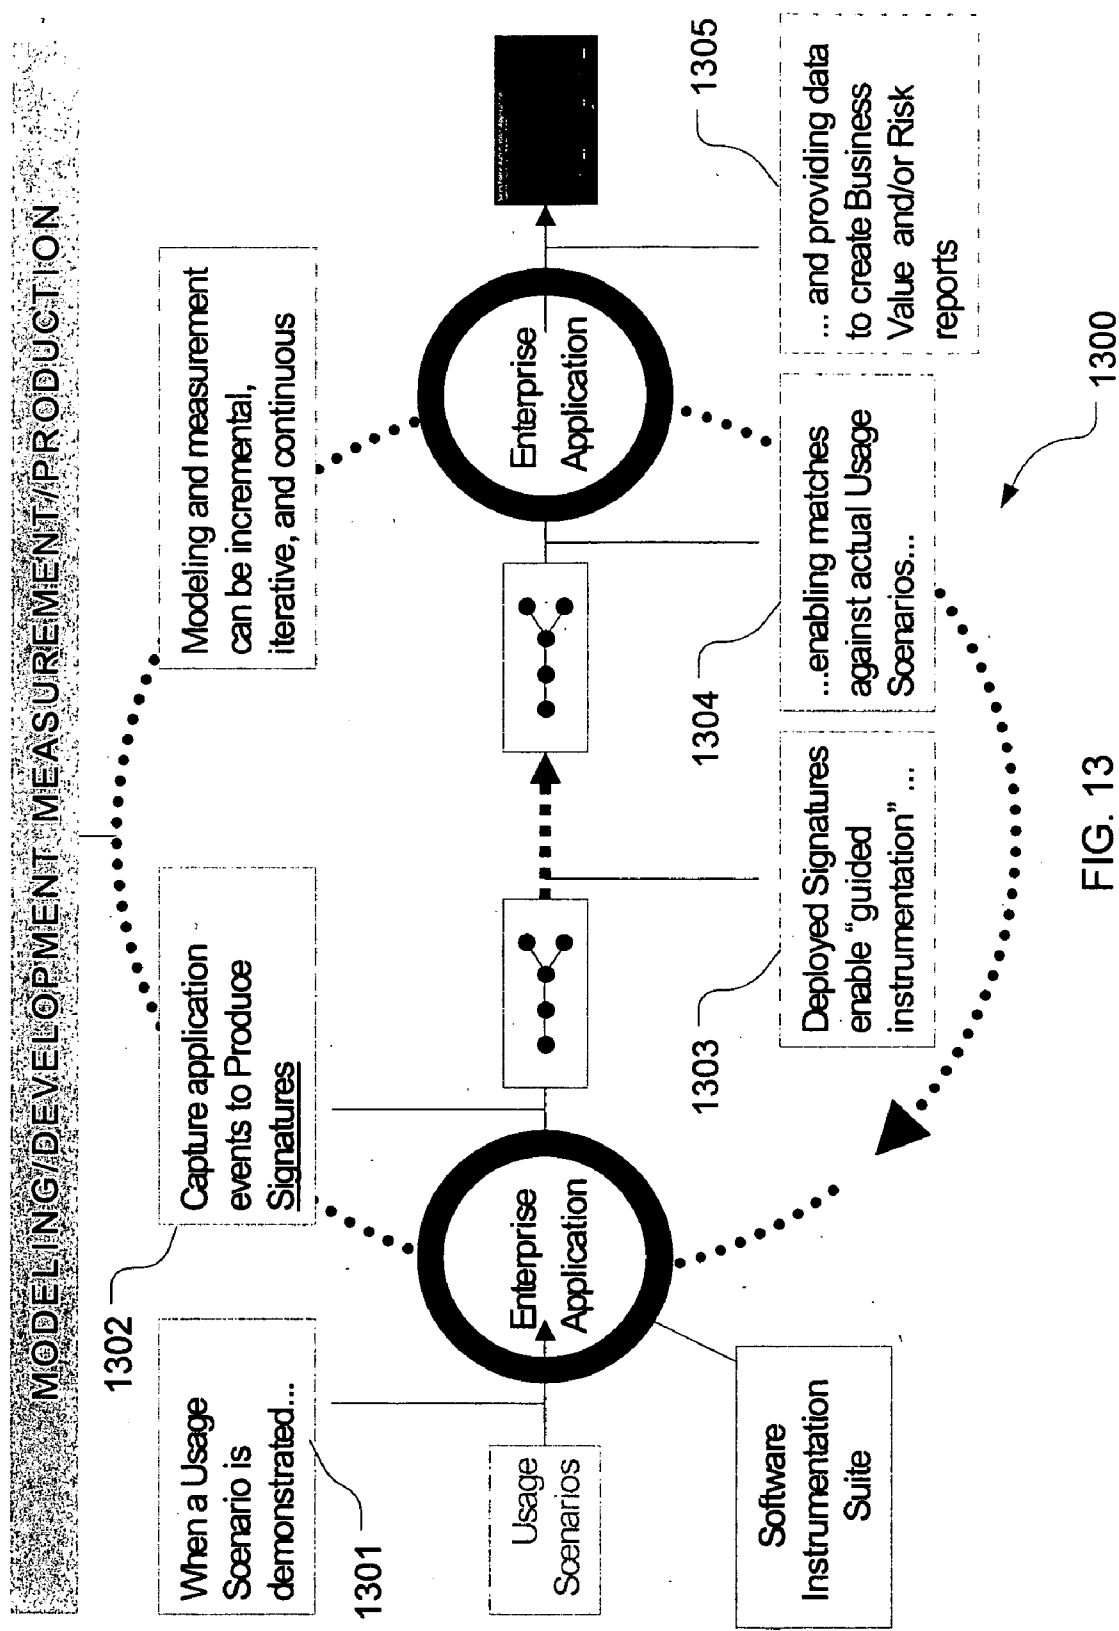 MODELING/DEVELOPMENT MEASUREMENT/PRODUCTION
1302
When a Usage
Scenario is
demonstrated...
1301
Capture application
events to Produce
Signatures
Modeling and measurement
can be incremental,
iterative, and continuous
Usage
Scenarios
Enterprise
Application
Enterprise
Application
Software
Instrumentation
Suite
1303
Deployed Signatures
enable “guided
instrumentation” ...
1304
...enabling matches
against actual Usage
Scenarios...
1305
... and providing data
to create Business
Value and/or Risk
reports
1300
FIG. 13